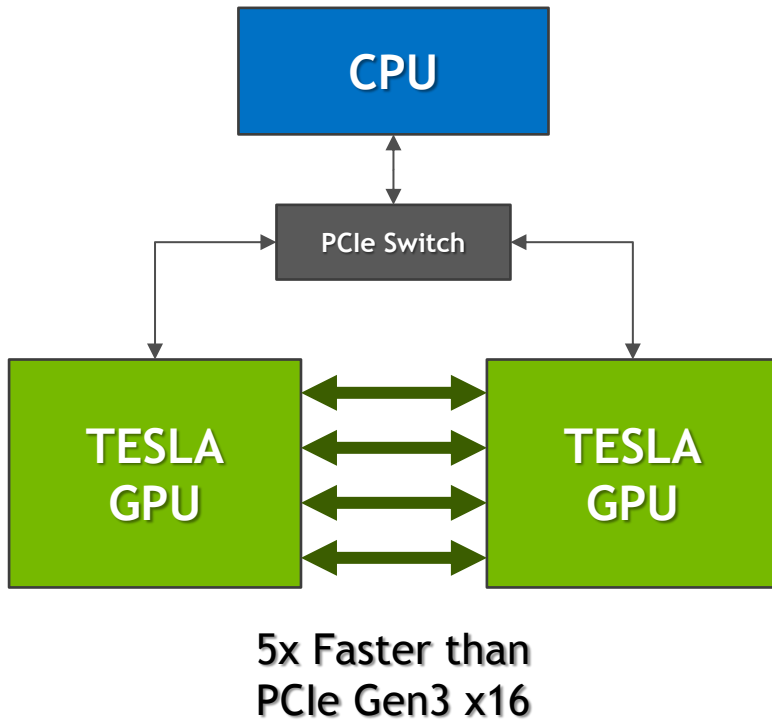 CPU
PCIe Switch
TESLA
GPU
TESLA
GPU
5x Faster than
PCIe Gen3 x16